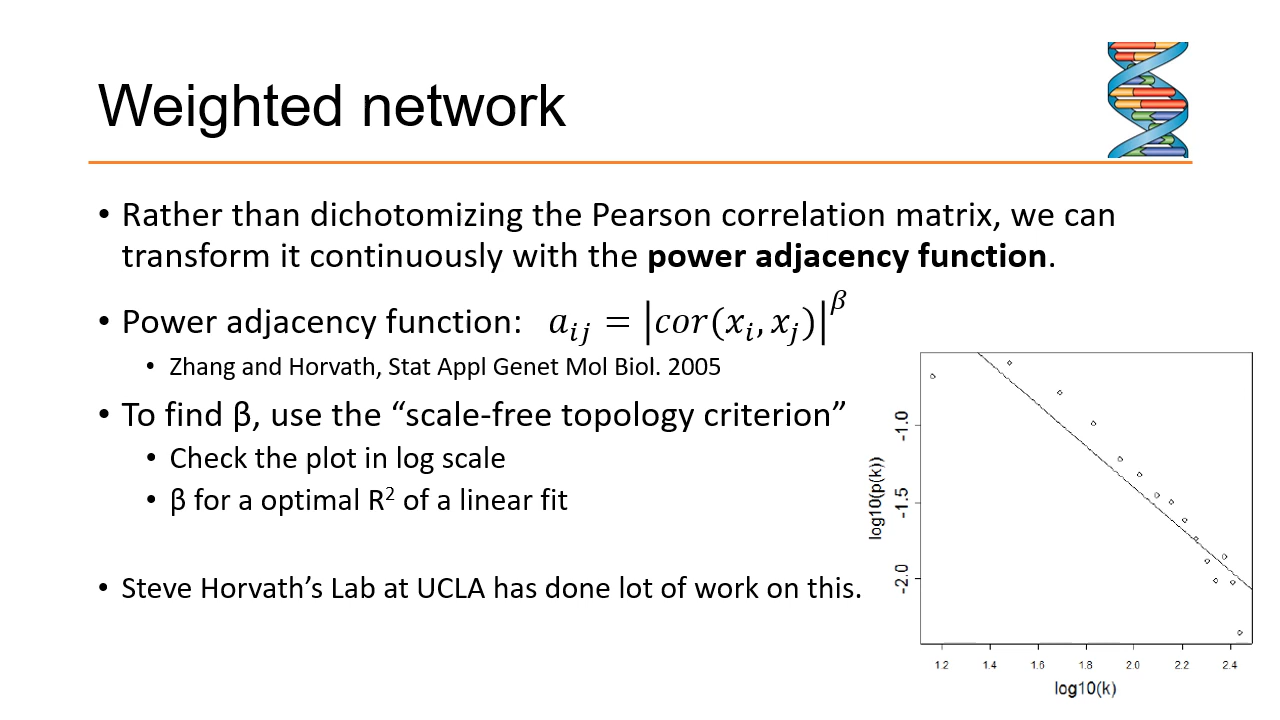 Weighted network
• Rather than dichotomizing the Pearson correlation matrix, we can
transform it continuously with the power adjacency function.
• Power adjacency function: a_{ij} = |cor(x_i, x_j)|^β
• Zhang and Horvath, Stat Appl Genet Mol Biol. 2005
• To find β, use the “scale-free topology criterion”
• Check the plot in log scale
• β for a optimal R² of a linear fit
• Steve Horvath’s Lab at UCLA has done lot of work on this.
log10(p(k))
-1.0
-1.5
-2.0
1.2 1.4 1.6 1.8 2.0 2.2 2.4
log10(k)